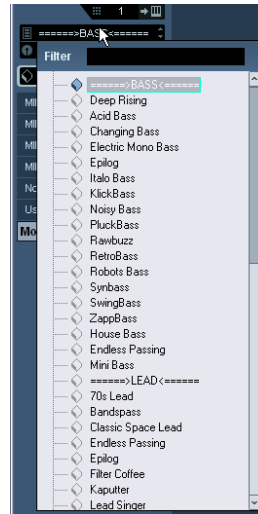 1
======>BASS<======
Filter
======>BASS<======
Deep Rising
Acid Bass
Changing Bass
Electric Mono Bass
Epilog
Italo Bass
KlickBass
Noisy Bass
PluckBass
Rawbuzz
RetroBass
Robots Bass
Synbass
SwingBass
ZappBass
House Bass
Endless Passing
Mini Bass
======>LEAD<======
70s Lead
Bandspass
Classic Space Lead
Endless Passing
Epilog
Filter Coffee
Kaputter
Lead Singer